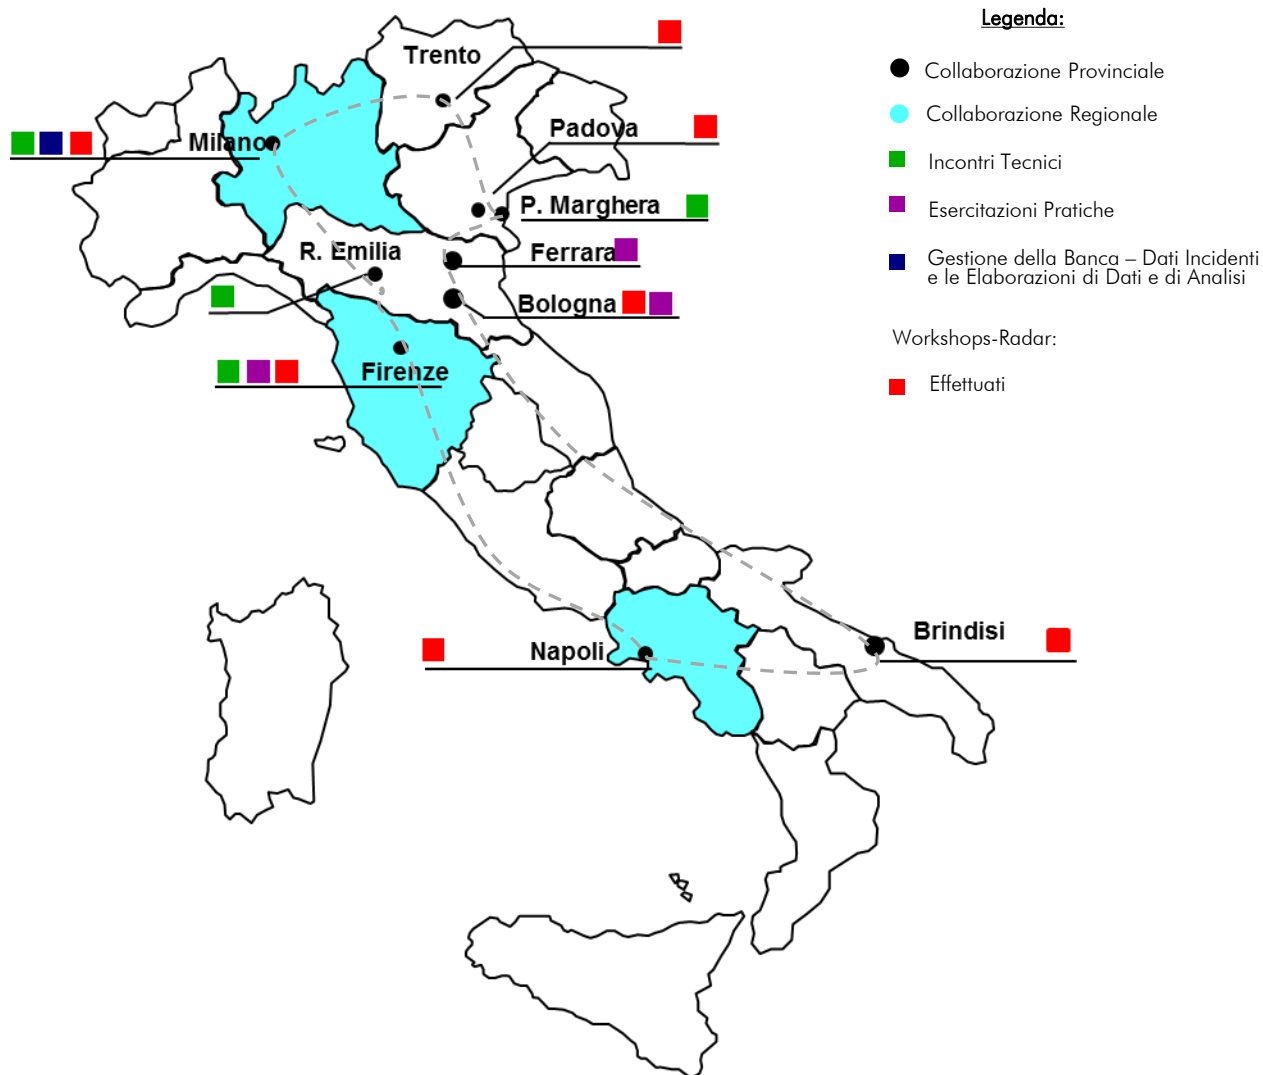 Legenda:
Collaborazione Provinciale
Collaborazione Regionale
Incontri Tecnici
Esercitazioni Pratiche
Gestione della Banca – Dati Incidenti
e le Elaborazioni di Dati e di Analisi
Workshops-Radar:
Effettuati
Trento
Padova
Milano
P. Marghera
R. Emilia
Ferrara
Bologna
Firenze
Napoli
Brindisi